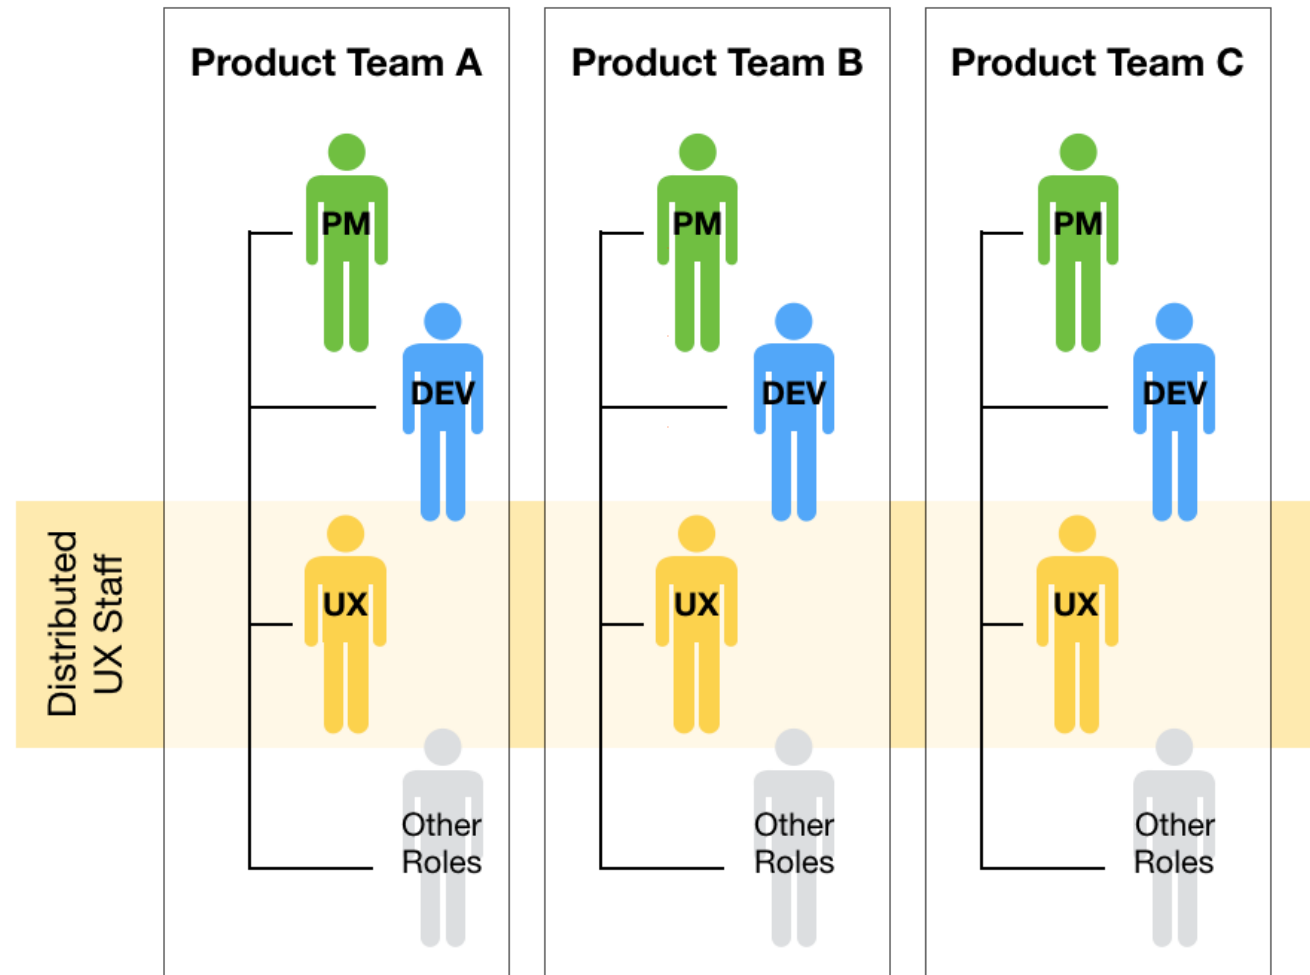 Product Team A
PM
DEV
UX
Other
Roles
Product Team B
PM
DEV
UX
Other
Roles
Product Team C
PM
DEV
UX
Other
Roles
Distributed
UX Staff